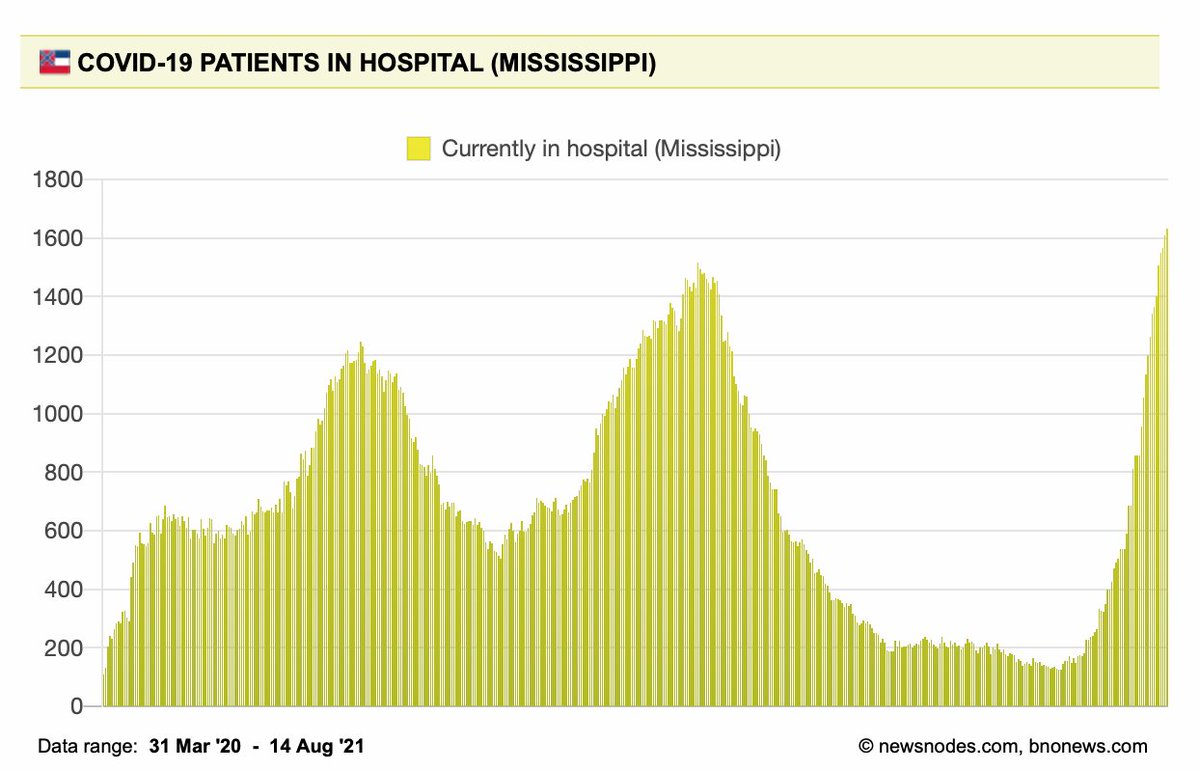 COVID-19 PATIENTS IN HOSPITAL (MISSISSIPPI)
Currently in hospital (Mississippi)
1800
1600
1400
1200
1000
800
600
400
200
0
Data range: 31 Mar '20 - 14 Aug '21
© newsnodes.com, bnonews.com